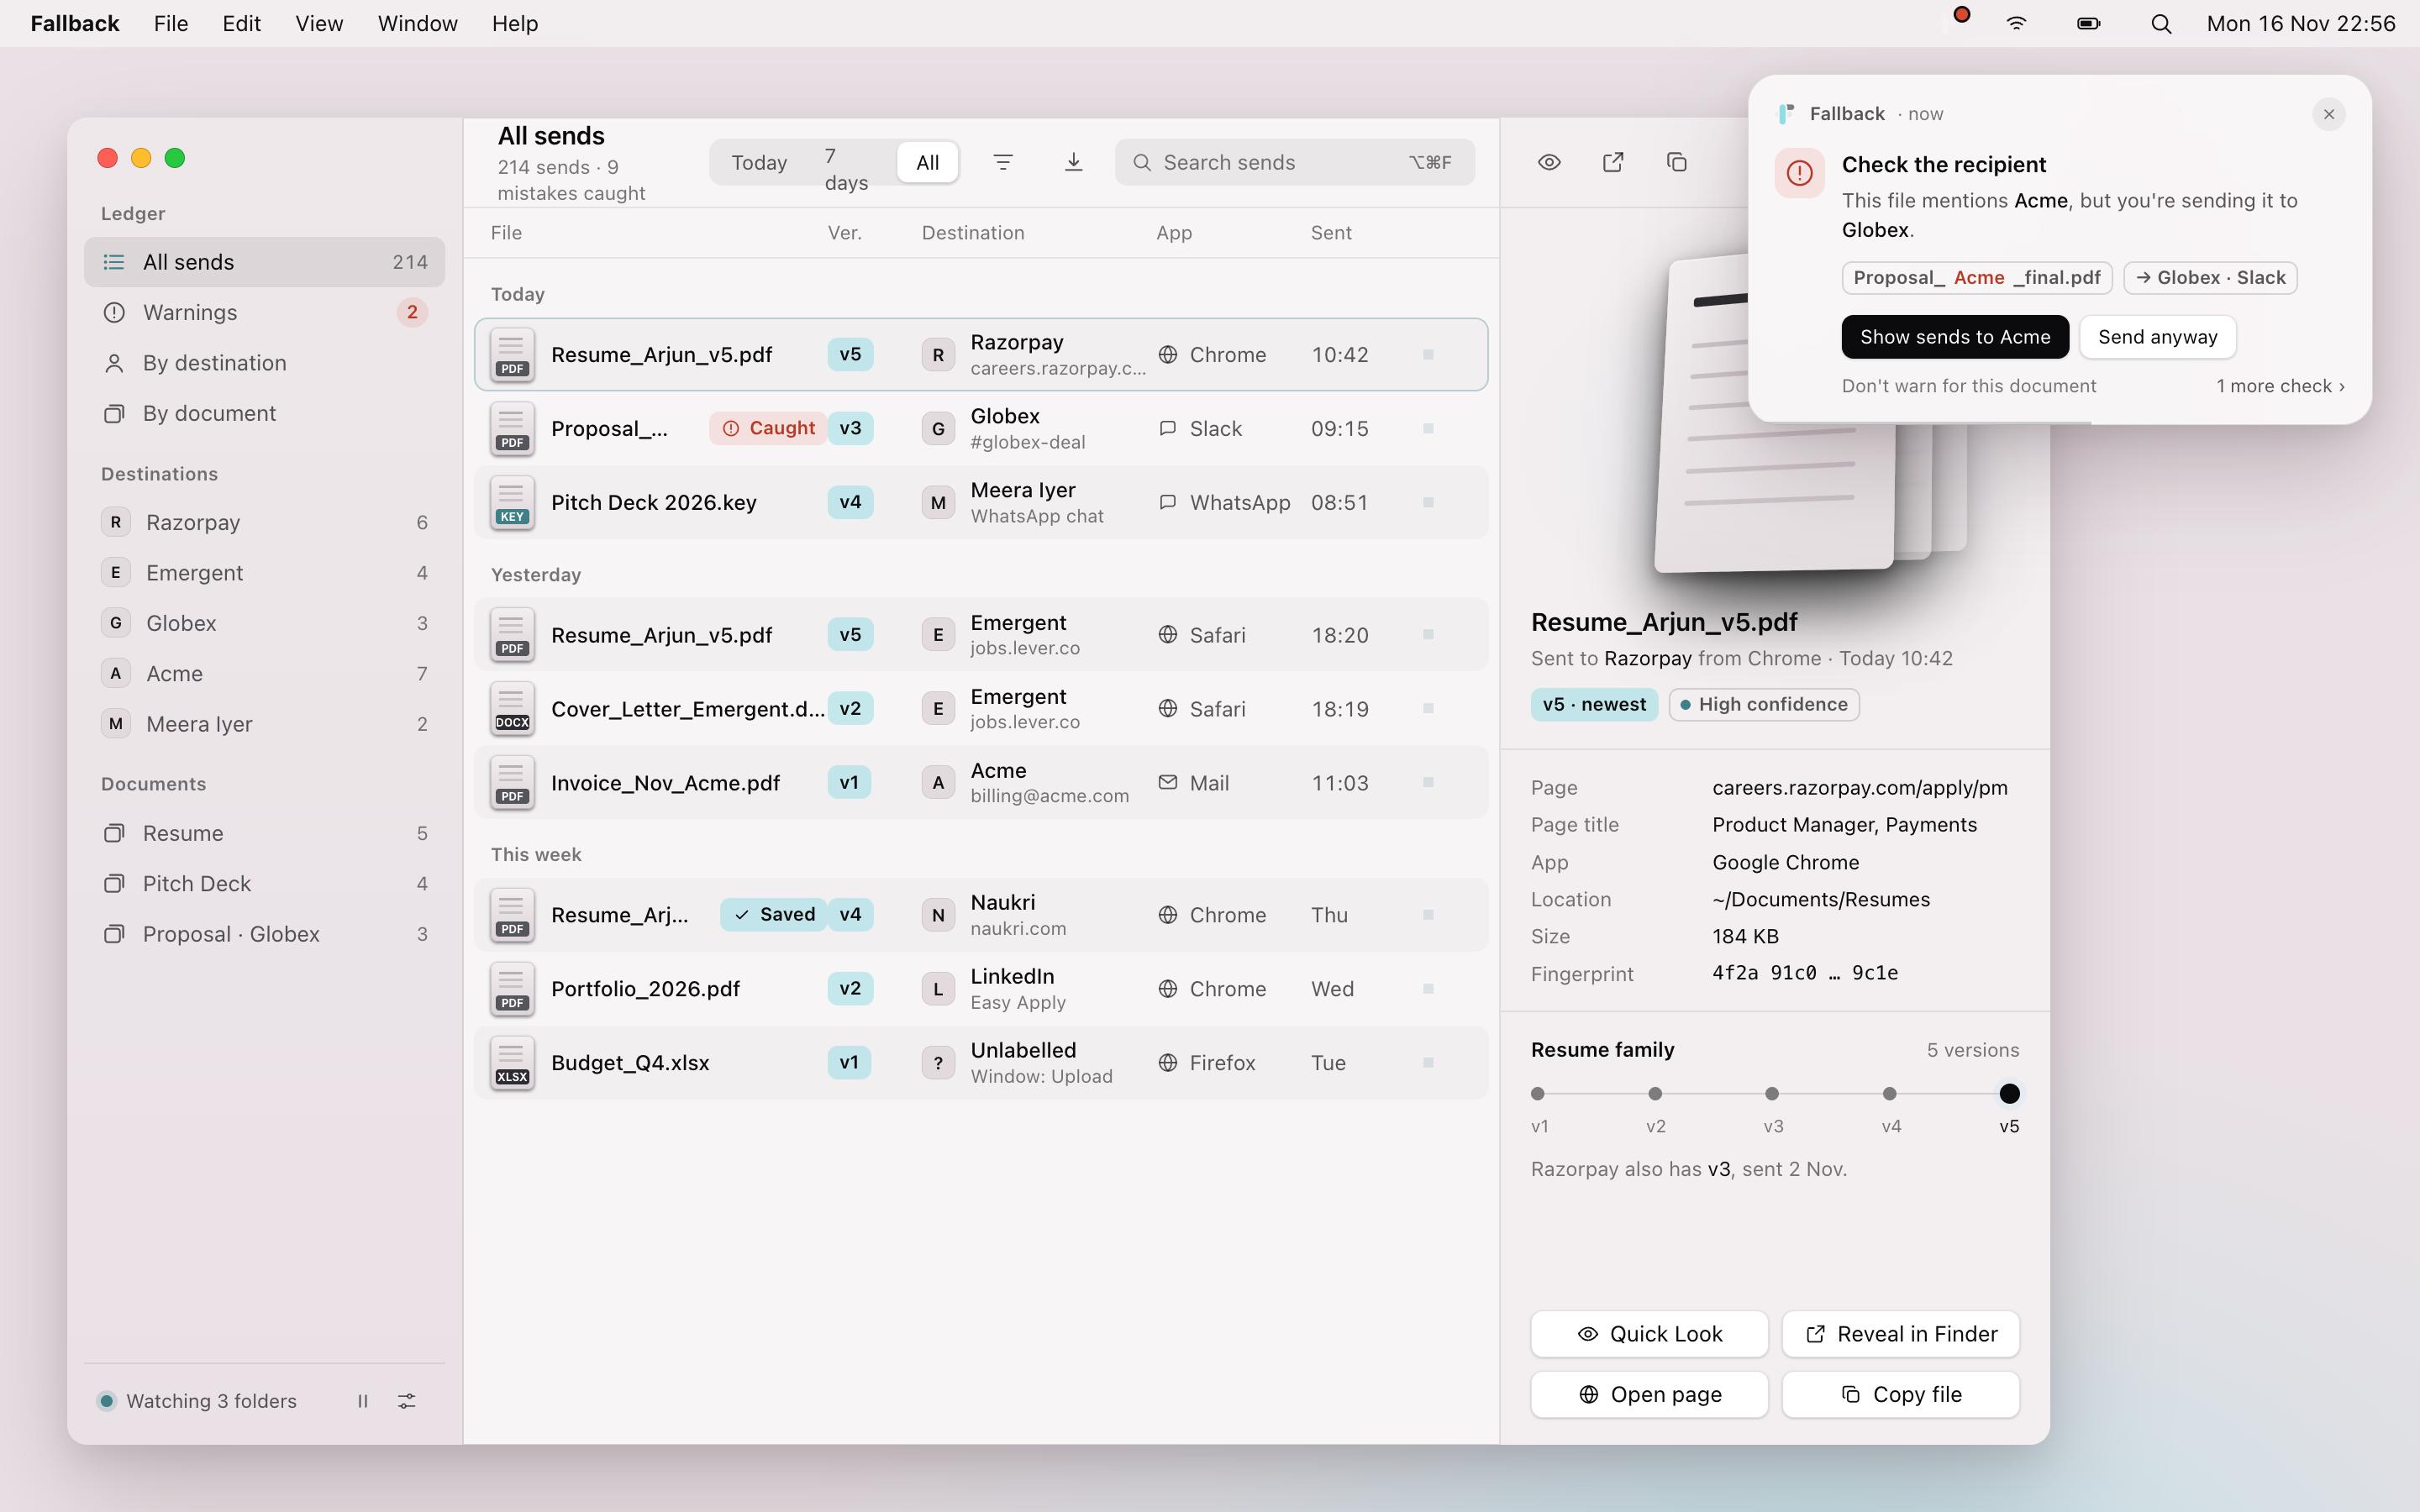 Fallback File Edit View Window Help
Mon 16 Nov 22:56
Ledger
All sends 214
Warnings 2
By destination
By document
Destinations
R Razorpay 6
E Emergent 4
G Globex 3
A Acme 7
M Meera Iyer 2
Documents
Resume 5
Pitch Deck 4
Proposal · Globex 3
Watching 3 folders
All sends
214 sends · 9
mistakes caught
Today
7
days
All
Search sends ⌥⌘F
File Ver. Destination App Sent
Today
PDF Resume_Arjun_v5.pdf v5 R Razorpay Chrome 10:42
careers.razorpay.c...
PDF Proposal_... Caught v3 G Globex Slack 09:15
#globex-deal
KEY Pitch Deck 2026.key v4 M Meera Iyer WhatsApp 08:51
WhatsApp chat
Yesterday
PDF Resume_Arjun_v5.pdf v5 E Emergent Safari 18:20
jobs.lever.co
DOCX Cover_Letter_Emergent.d... v2 E Emergent Safari 18:19
jobs.lever.co
PDF Invoice_Nov_Acme.pdf v1 A Acme Mail 11:03
billing@acme.com
This week
PDF Resume_Arj... Saved v4 N Naukri Chrome Thu
naukri.com
PDF Portfolio_2026.pdf v2 L LinkedIn Chrome Wed
Easy Apply
XLSX Budget_Q4.xlsx v1 ? Unlabelled Firefox Tue
Window: Upload
Fallback · now
Check the recipient
This file mentions Acme, but you're sending it to
Globex.
Proposal_ Acme _final.pdf → Globex · Slack
Show sends to Acme Send anyway
Don't warn for this document 1 more check ›
Resume_Arjun_v5.pdf
Sent to Razorpay from Chrome · Today 10:42
v5 · newest High confidence
Page careers.razorpay.com/apply/pm
Page title Product Manager, Payments
App Google Chrome
Location ~/Documents/Resumes
Size 184 KB
Fingerprint 4f2a 91c0 … 9c1e
Resume family 5 versions
v1 v2 v3 v4 v5
Razorpay also has v3, sent 2 Nov.
Quick Look Reveal in Finder
Open page Copy file